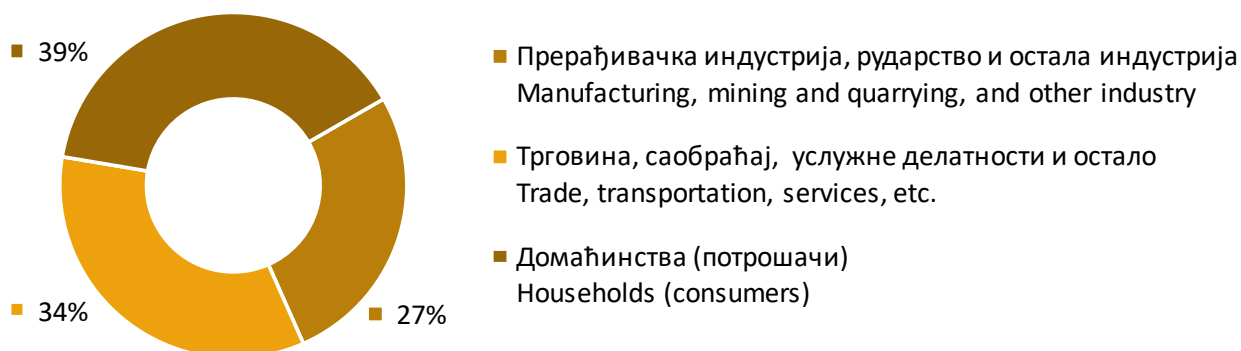 39%
Прерађивачка индустрија, рударство и остала индустрија
Manufacturing, mining and quarrying, and other industry
Трговина, саобраћај, услужне делатности и остало
Trade, transportation, services, etc.
Домаћинства (потрошачи)
Households (consumers)
34%
27%